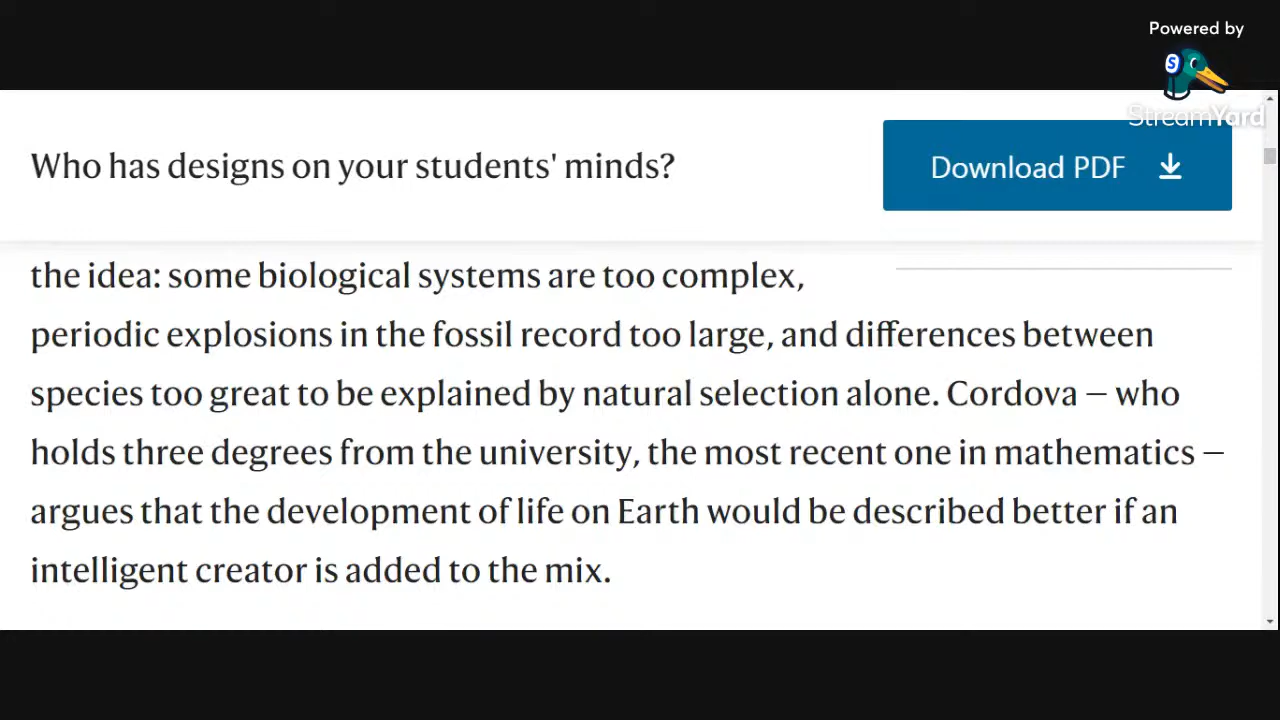 Powered by
StreamYard
Who has designs on your students' minds?
Download PDF
the idea: some biological systems are too complex,
periodic explosions in the fossil record too large, and differences between
species too great to be explained by natural selection alone. Cordova — who
holds three degrees from the university, the most recent one in mathematics —
argues that the development of life on Earth would be described better if an
intelligent creator is added to the mix.